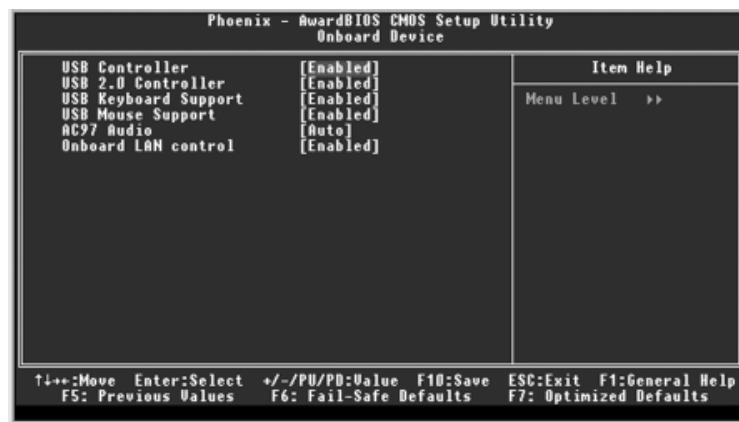 Phoenix - AwardBIOS CMOS Setup Utility
Onboard Device
USB Controller [Enabled]
USB 2.0 Controller [Enabled]
USB Keyboard Support [Enabled]
USB Mouse Support [Enabled]
AC97 Audio [Auto]
Onboard LAN control [Enabled]
Item Help
Menu Level ▸▸
↑↓→←:Move Enter:Select +/-/PU/PD:Value F10:Save ESC:Exit F1:General Help
F5: Previous Values F6: Fail-Safe Defaults F7: Optimized Defaults